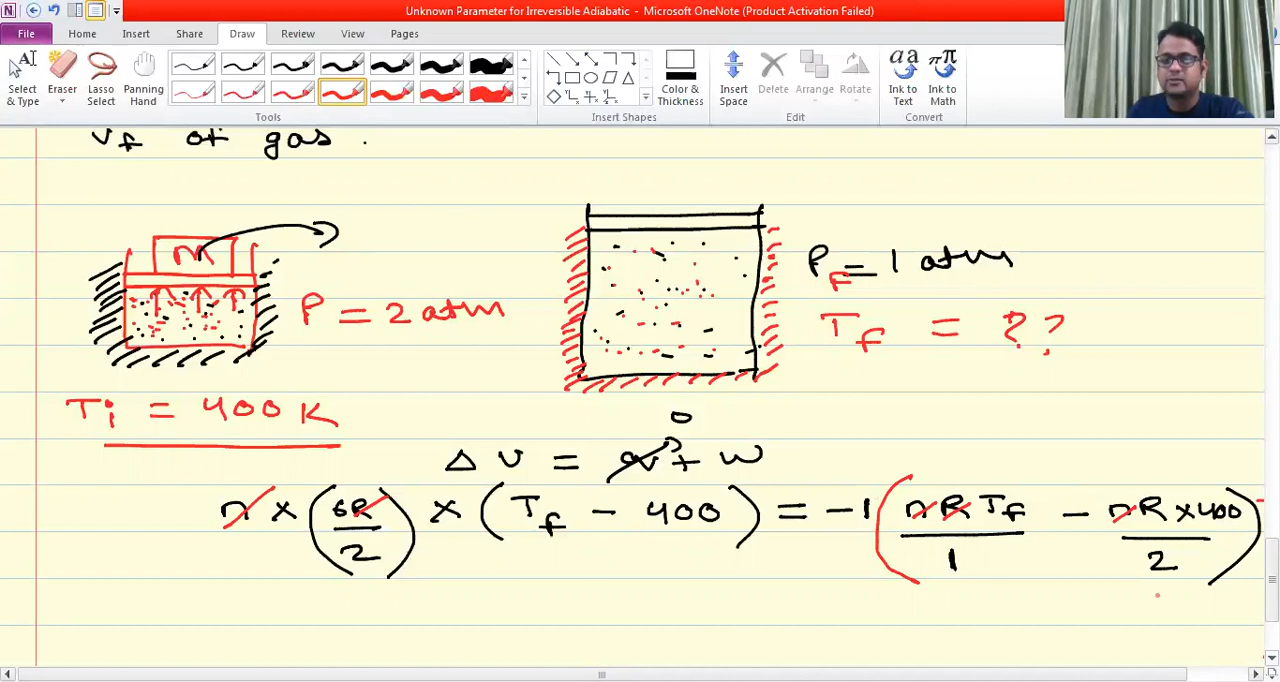 Unknown Parameter for Irreversible Adiabatic - Microsoft OneNote (Product Activation Failed)
File Home Insert Share Draw Review View Pages
Select & Type
Eraser
Lasso Select
Panning Hand
Color & Thickness
Insert Space
Delete
Arrange
Rotate
Ink to Text
Ink to Math
Tools
Insert Shapes
Edit
Convert
Vf of gas .
m
P = 2 atm
Pf = 1 atm
Tf = ??
Ti = 400 K
0
ΔU = q + W
n × (6R/2) × (Tf - 400) = -1 (nRTf/1 - nR×400/2)